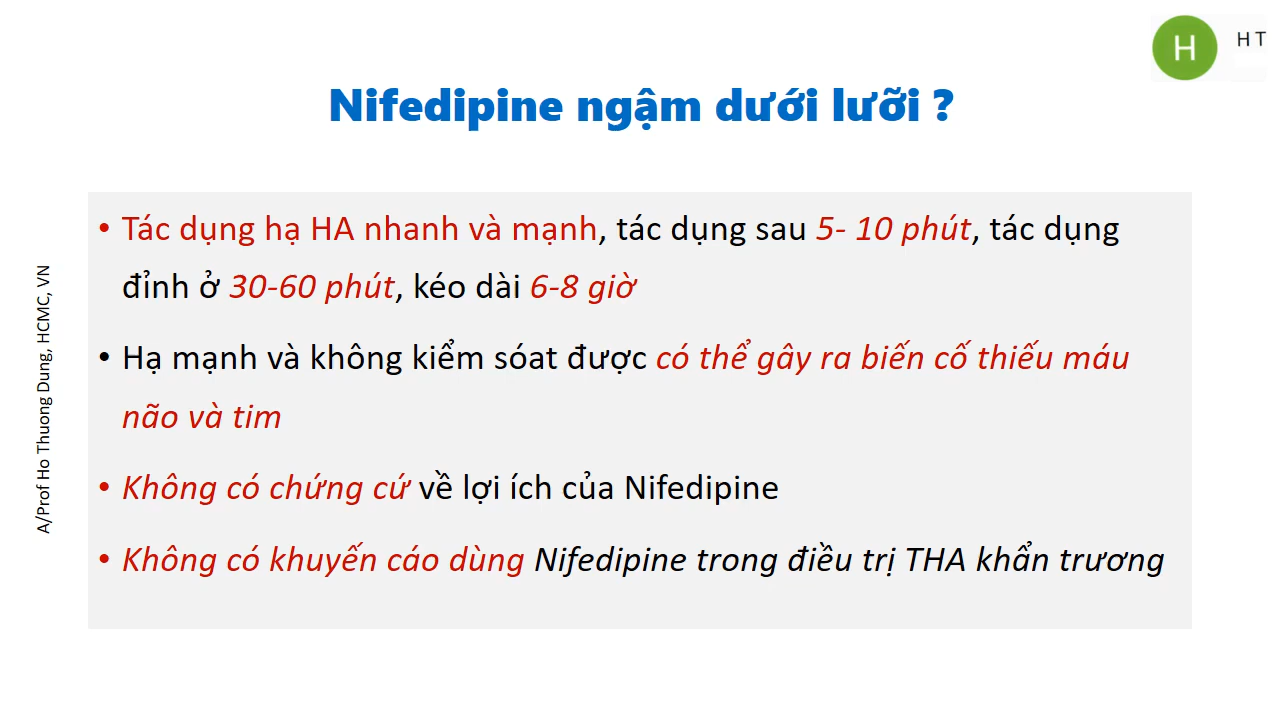 H
H T
Nifedipine ngậm dưới lưỡi ?
• Tác dụng hạ HA nhanh và mạnh, tác dụng sau 5- 10 phút, tác dụng
đỉnh ở 30-60 phút, kéo dài 6-8 giờ
• Hạ mạnh và không kiểm sóat được có thể gây ra biến cố thiếu máu
não và tim
• Không có chứng cứ về lợi ích của Nifedipine
• Không có khuyến cáo dùng Nifedipine trong điều trị THA khẩn trương
A/Prof Ho Thuong Dung, HCMC, VN